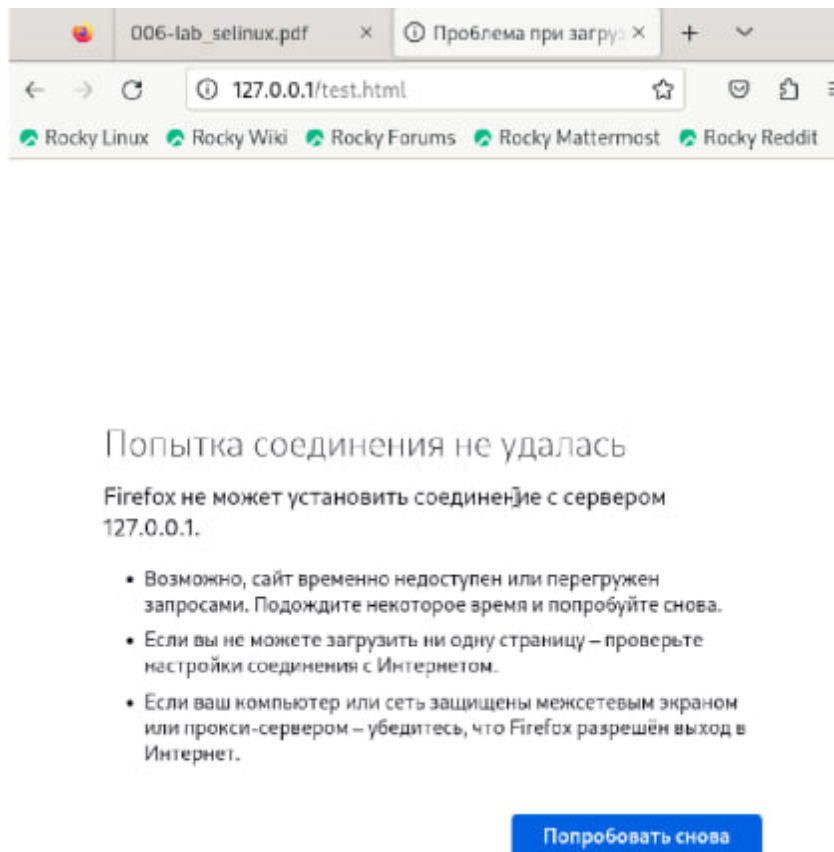 006-lab_selinux.pdf × Проблема при загру × +
127.0.0.1/test.html
Rocky Linux Rocky Wiki Rocky Forums Rocky Mattermost Rocky Reddit
Попытка соединения не удалась
Firefox не может установить соединение с сервером
127.0.0.1.
• Возможно, сайт временно недоступен или перегружен
запросами. Подождите некоторое время и попробуйте снова.
• Если вы не можете загрузить ни одну страницу – проверьте
настройки соединения с Интернетом.
• Если ваш компьютер или сеть защищены межсетевым экраном
или прокси-сервером – убедитесь, что Firefox разрешён выход в
Интернет.
Попробовать снова